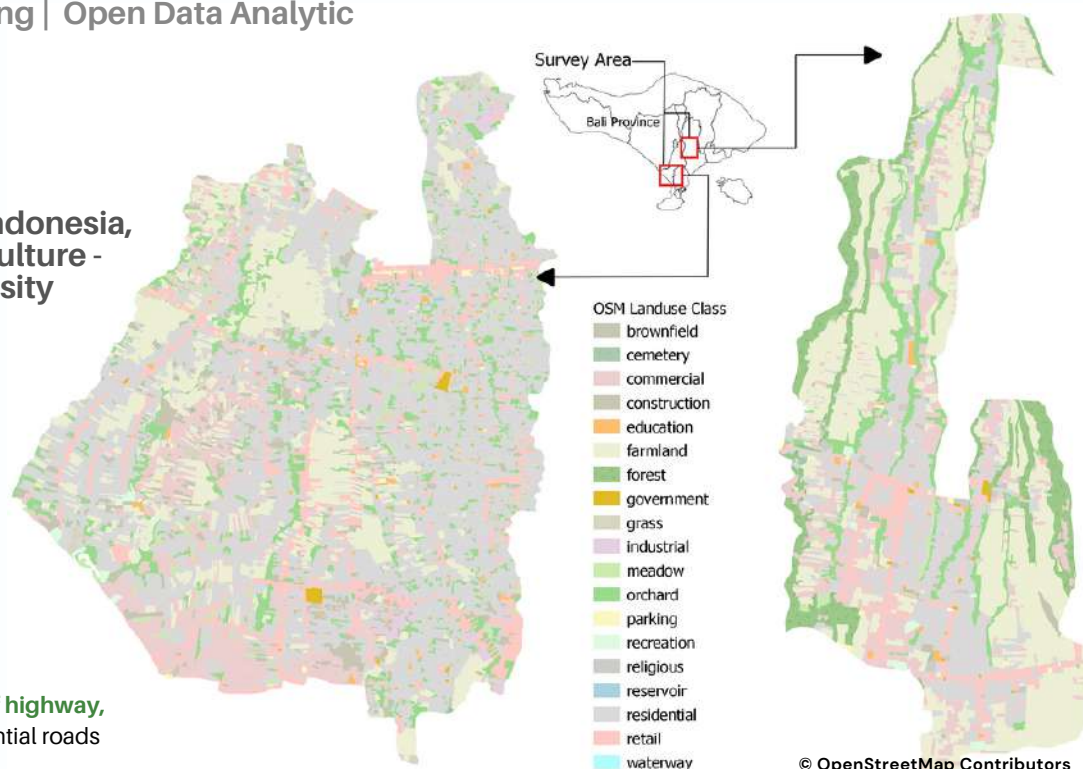 ng | Open Data Analytic
Survey Area
Bali Province
ndonesia,
ulture -
sity
OSM Landuse Class
brownfield
cemetery
commercial
construction
education
farmland
forest
government
grass
industrial
meadow
orchard
parking
recreation
religious
reservoir
residential
retail
waterway
highway,
ntial roads
© OpenStreetMap Contributors